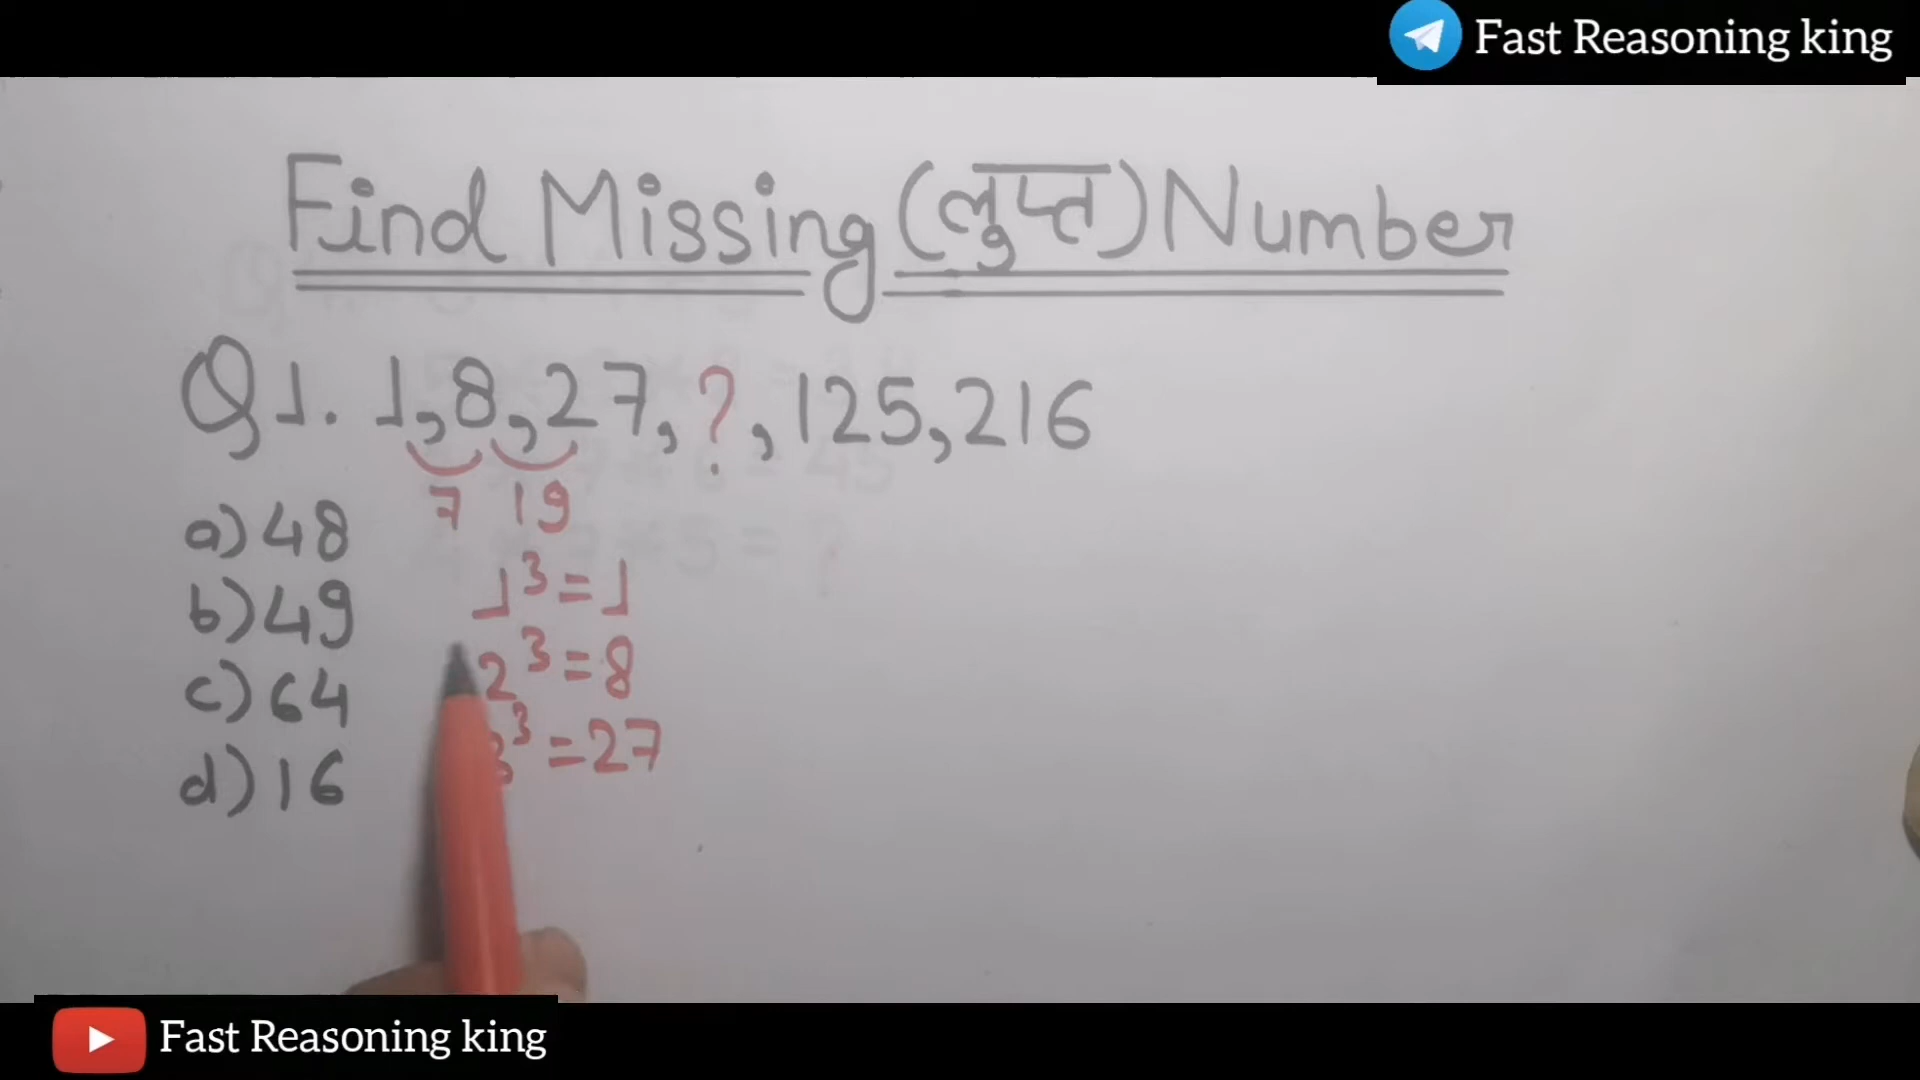 Fast Reasoning king
Find Missing (लुप्त) Number
Q1. 1,8,27,?,125,216
7 19
a) 48
1³=1
b) 49
2³=8
c) 64
3³=27
d) 16
Fast Reasoning king